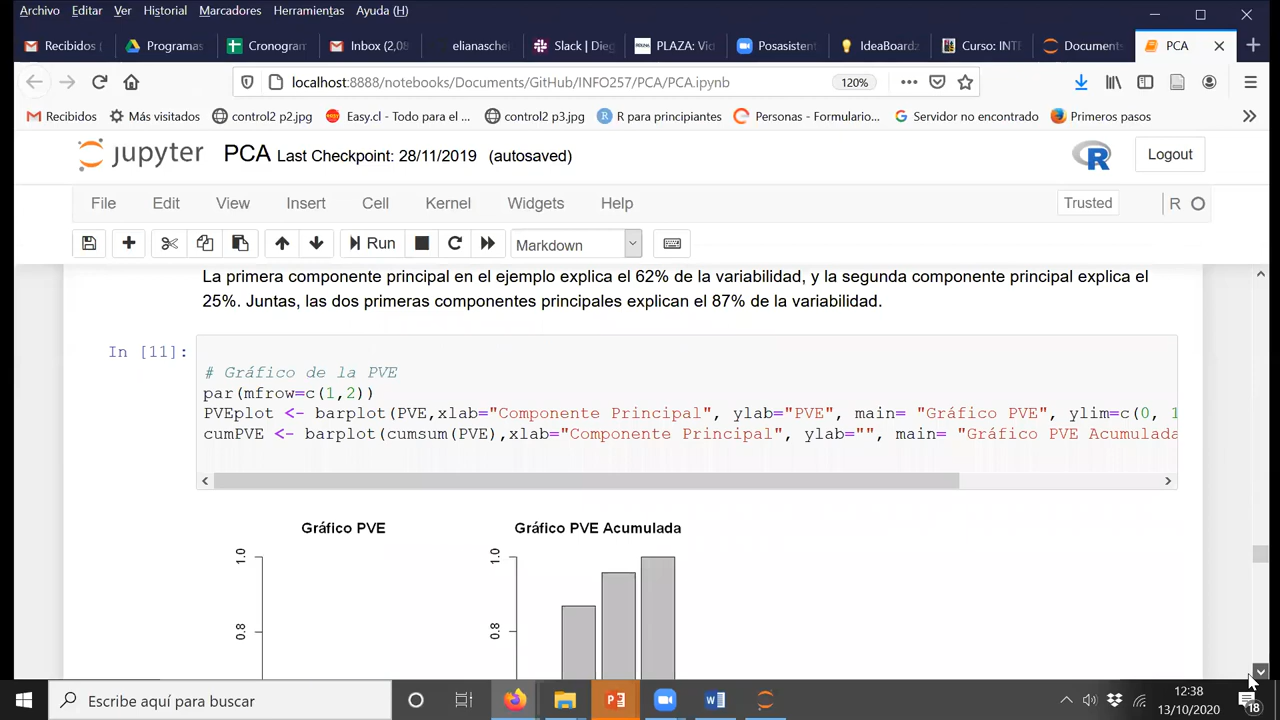 Archivo Editar Ver Historial Marcadores Herramientas Ayuda (H)
Recibidos ( Programas Cronogram Inbox (2,08 elianaschei Slack | Dieg PLAZA: Vid Posasistent IdeaBoardz Curso: INTE Documents PCA
localhost:8888/notebooks/Documents/GitHub/INFO257/PCA/PCA.ipynb 120%
Recibidos Más visitados control2 p2.jpg Easy.cl - Todo para el ... control2 p3.jpg R para principiantes Personas - Formulario... Servidor no encontrado Primeros pasos
jupyter PCA Last Checkpoint: 28/11/2019 (autosaved) R Logout
File Edit View Insert Cell Kernel Widgets Help Trusted R
Run Markdown
La primera componente principal en el ejemplo explica el 62% de la variabilidad, y la segunda componente principal explica el
25%. Juntas, las dos primeras componentes principales explican el 87% de la variabilidad.
In [11]:
# Gráfico de la PVE
par(mfrow=c(1,2))
PVEplot <- barplot(PVE,xlab="Componente Principal", ylab="PVE", main= "Gráfico PVE", ylim=c(0, 1
cumPVE <- barplot(cumsum(PVE),xlab="Componente Principal", ylab="", main= "Gráfico PVE Acumulada
Gráfico PVE Gráfico PVE Acumulada
1.0 1.0
0.8 0.8
Escribe aquí para buscar
12:38
13/10/2020
18